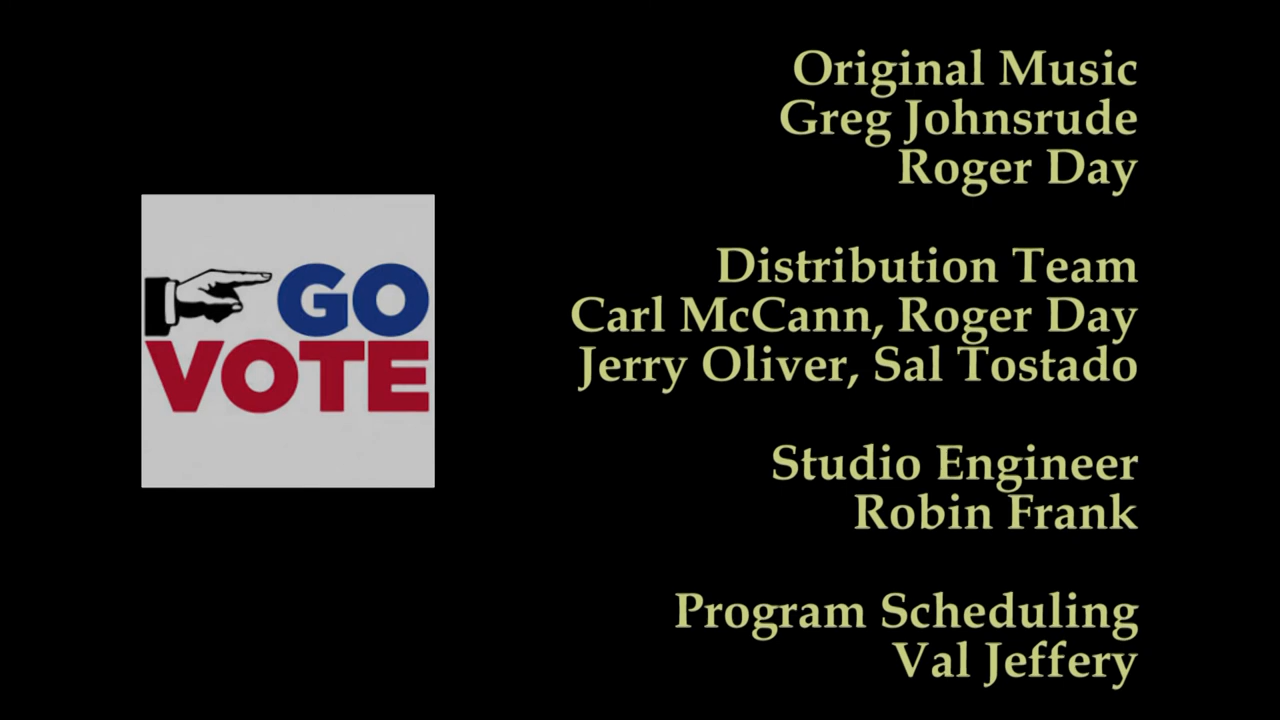 GO
VOTE
Original Music
Greg Johnsrude
Roger Day
Distribution Team
Carl McCann, Roger Day
Jerry Oliver, Sal Tostado
Studio Engineer
Robin Frank
Program Scheduling
Val Jeffery